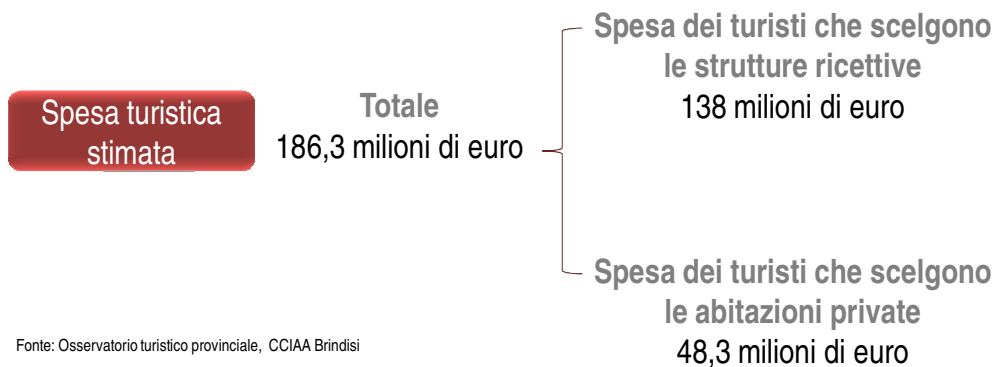 Spesa turistica
stimata
Totale
186,3 milioni di euro
Spesa dei turisti che scelgono
le strutture ricettive
138 milioni di euro
Spesa dei turisti che scelgono
le abitazioni private
48,3 milioni di euro
Fonte: Osservatorio turistico provinciale, CCIAA Brindisi